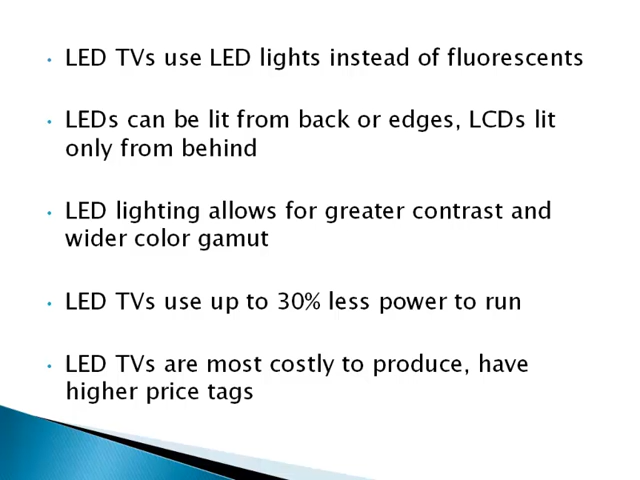 • LED TVs use LED lights instead of fluorescents
• LEDs can be lit from back or edges, LCDs lit
only from behind
• LED lighting allows for greater contrast and
wider color gamut
• LED TVs use up to 30% less power to run
• LED TVs are most costly to produce, have
higher price tags